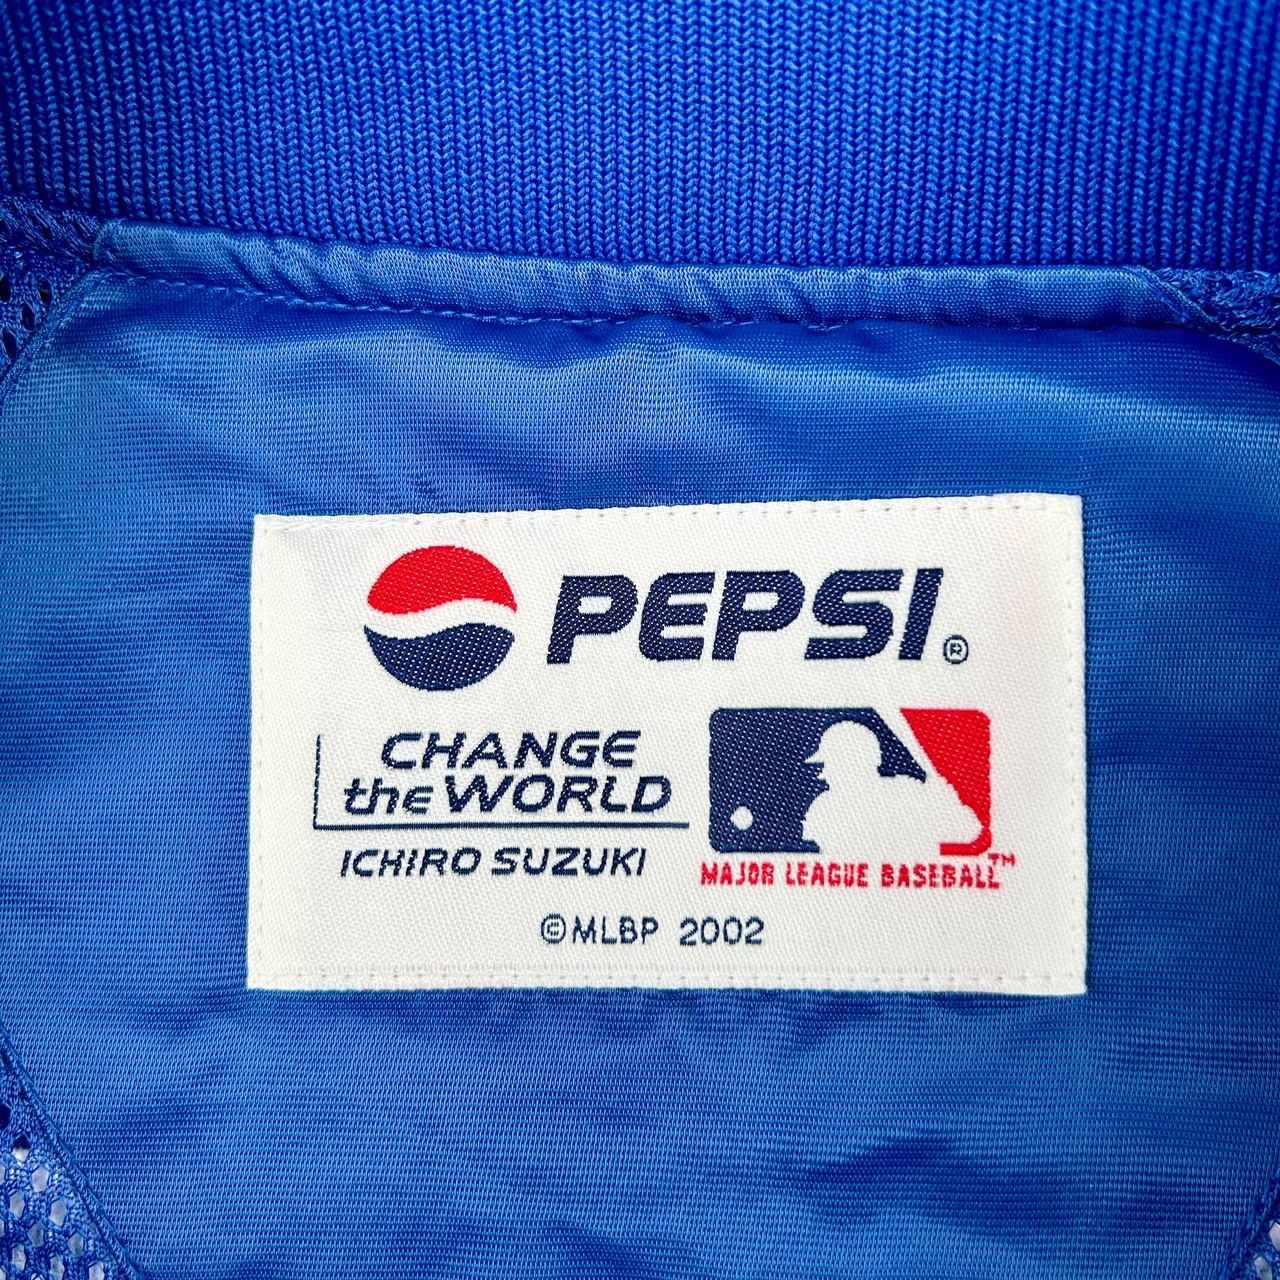 PEPSI®
CHANGE
the WORLD
ICHIRO SUZUKI
MAJOR LEAGUE BASEBALL™
©MLBP 2002